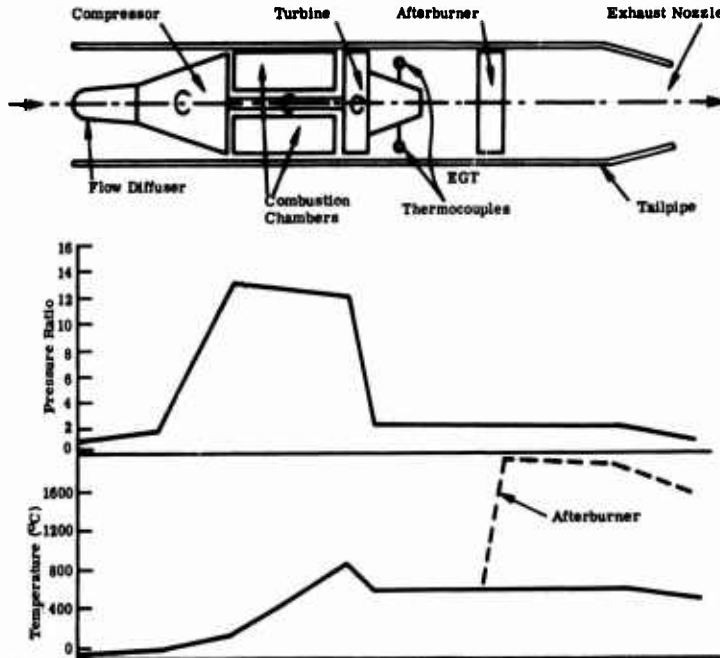 Compressor
Turbine
Afterburner
Exhaust Nozzle
Flow Diffuser
Combustion
Chambers
EGT
Thermocouples
Tailpipe
Pressure Ratio
16
14
12
10
8
6
4
2
0
Temperature (°C)
1600
1200
800
400
0
Afterburner